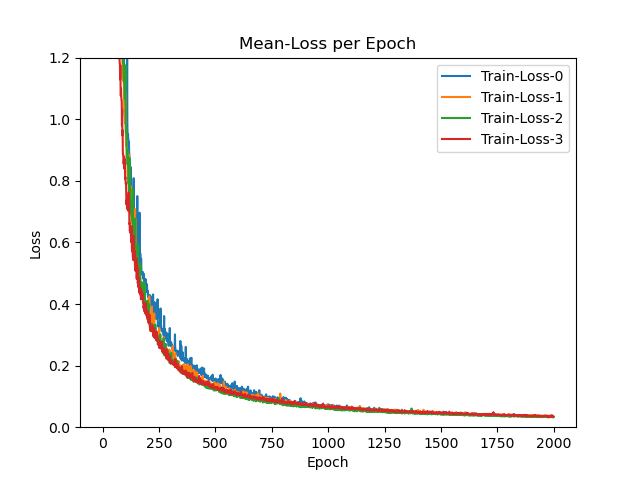 Mean-Loss per Epoch
1.2
1.0
0.8
0.6
0.4
0.2
0.0
Loss
Train-Loss-0
Train-Loss-1
Train-Loss-2
Train-Loss-3
0 250 500 750 1000 1250 1500 1750 2000
Epoch